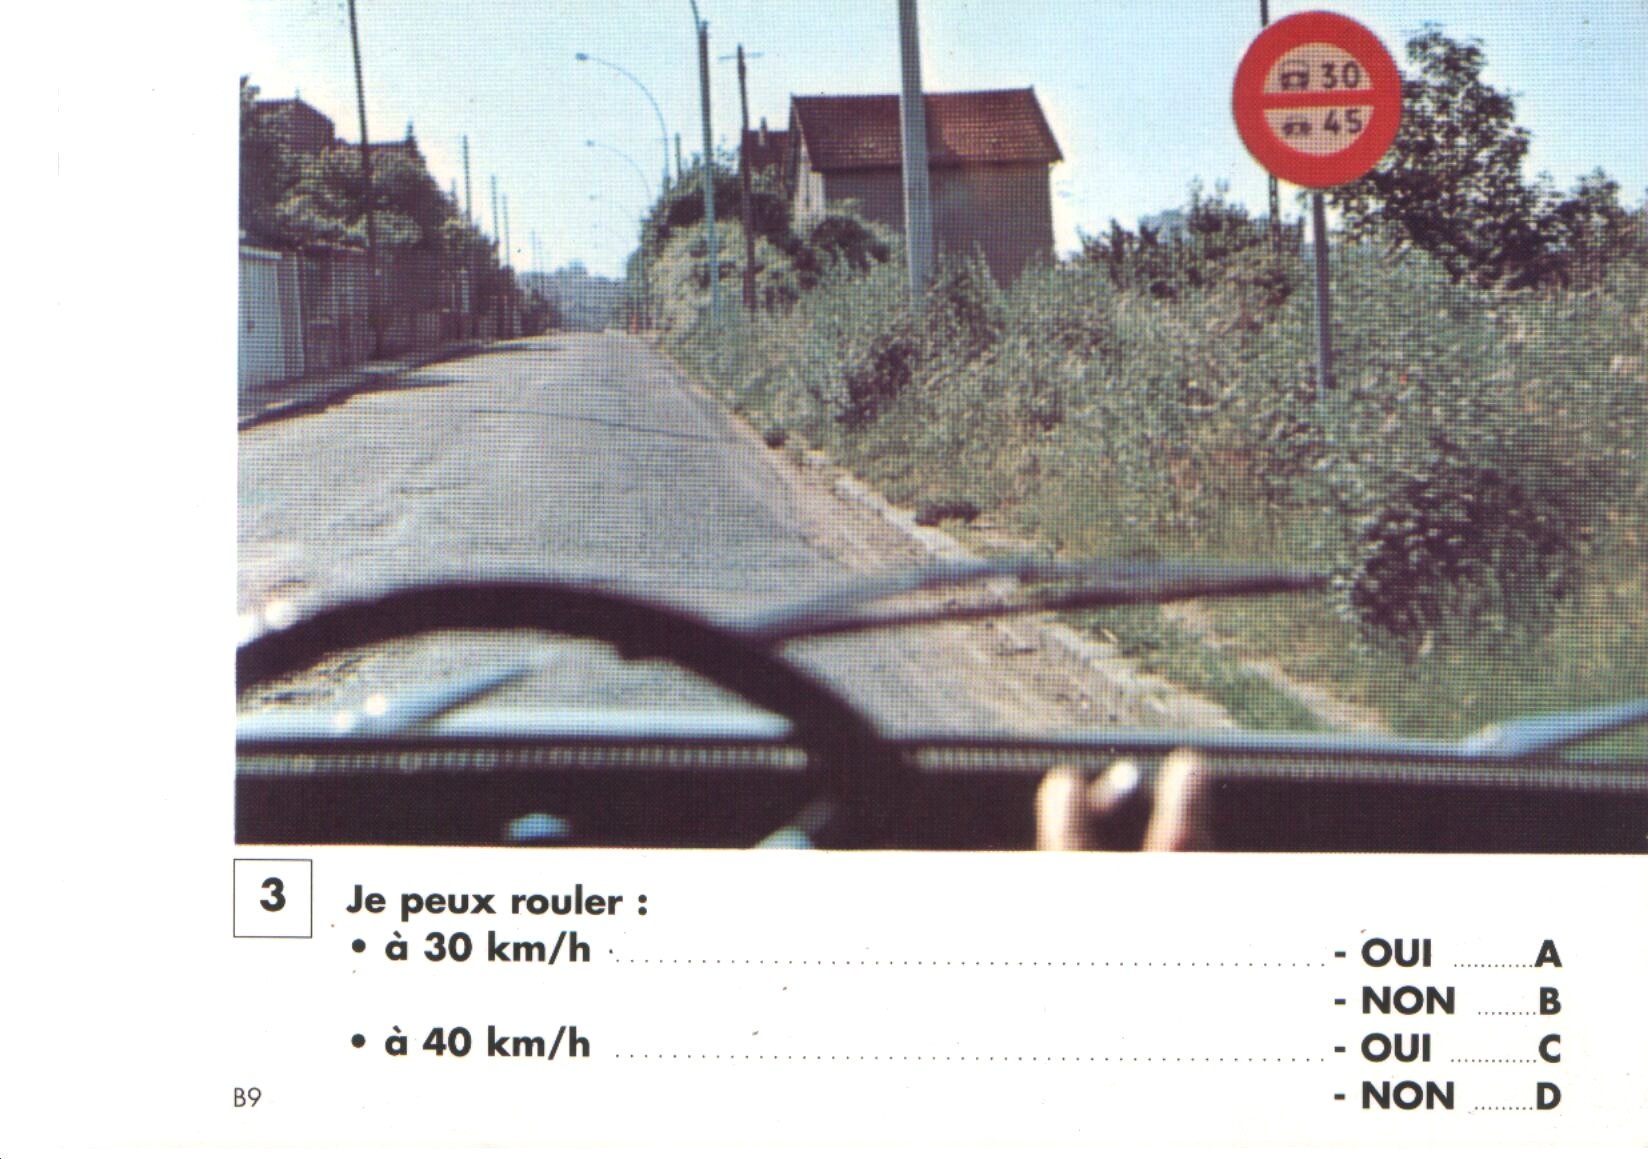 30
45
3
Je peux rouler :
• à 30 km/h ........ - OUI ........ A
- NON ........ B
• à 40 km/h ........ - OUI ........ C
- NON ........ D
B9